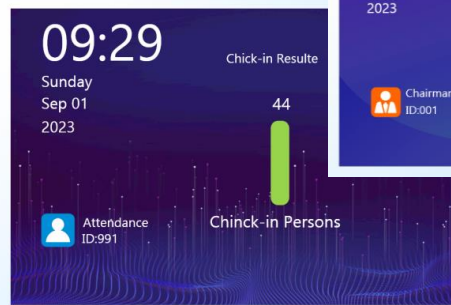 09:29
Sunday
Sep 01
2023
Chick-in Resulte
44
Chinck-in Persons
Attendance
ID:991
2023
Chairman
ID:001